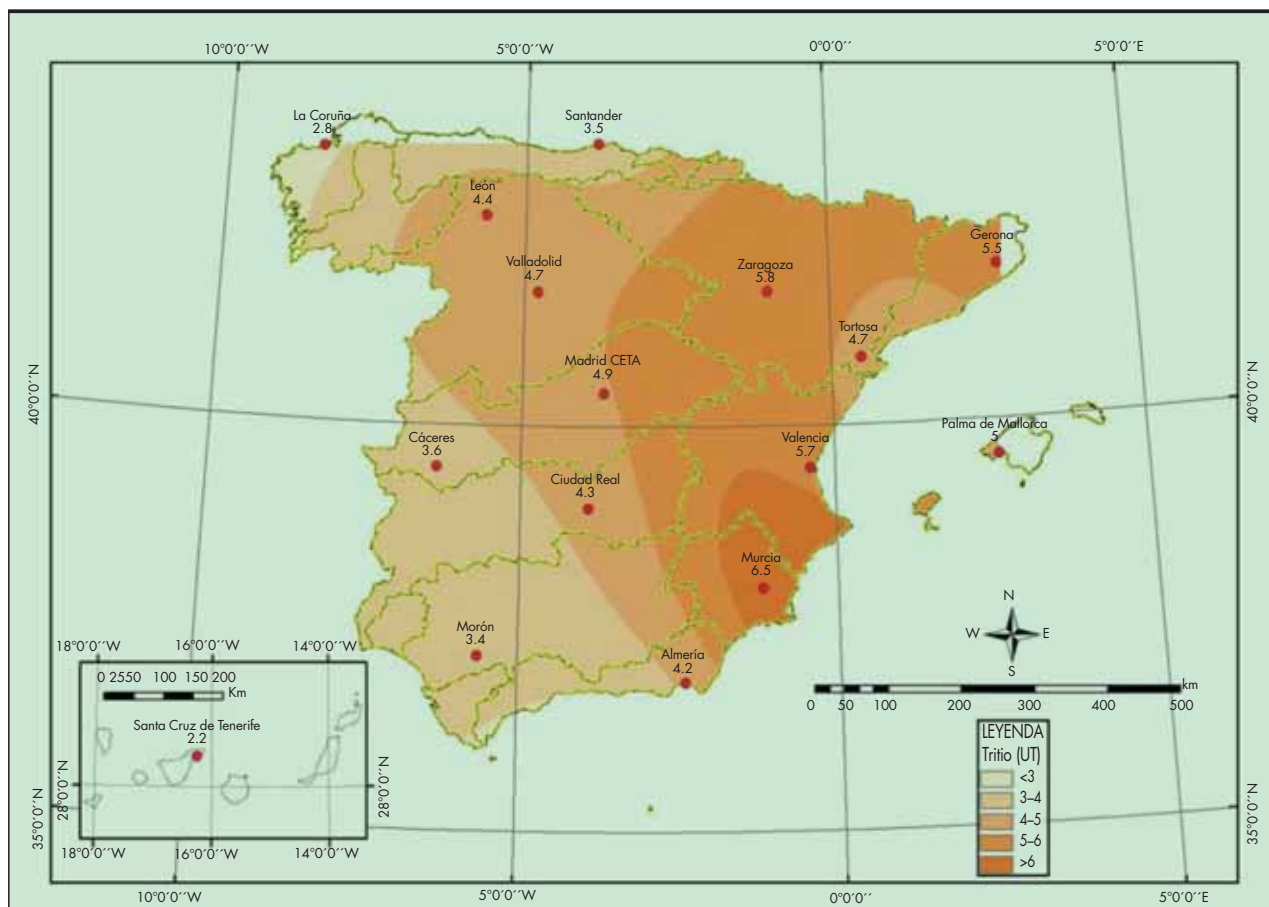 10°0′0′′W
5°0′0′′W
0°0′0′′
5°0′0′′E
La Coruña
2.8
Santander
3.5
León
4.4
Gerona
5.5
Valladolid
4.7
Zaragoza
5.8
Tortosa
4.7
Madrid CETA
4.9
40°0′0′′N
40°0′0′′N
Palma de Mallorca
5
Cáceres
3.6
Valencia
5.7
Ciudad Real
4.3
Murcia
6.5
N
W
E
S
Morón
3.4
Almería
4.2
18°0′0′′W
16°0′0′′W
14°0′0′′W
0 2550 100 150 200
Km
Santa Cruz de Tenerife
2.2
28°0′0′′N
28°0′0′′N
18°0′0′′W
16°0′0′′W
14°0′0′′W
km
0 50 100 200 300 400 500
LEYENDA
Tritio (UT)
<3
3–4
4–5
5–6
>6
35°0′0′′N
35°0′0′′N
10°0′0′′W
5°0′0′′W
0°0′0′′
5°0′0′′E